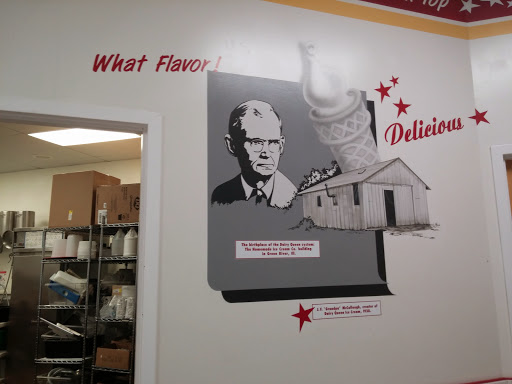 Top
What Flavor!
Delicious
The birthplace of the Dairy Queen system:
The Homemade Ice Cream Co. building
in Green River, Ill.
J.F. "Grandpa" McCullough, creator of
Dairy Queen Ice Cream, 1938.